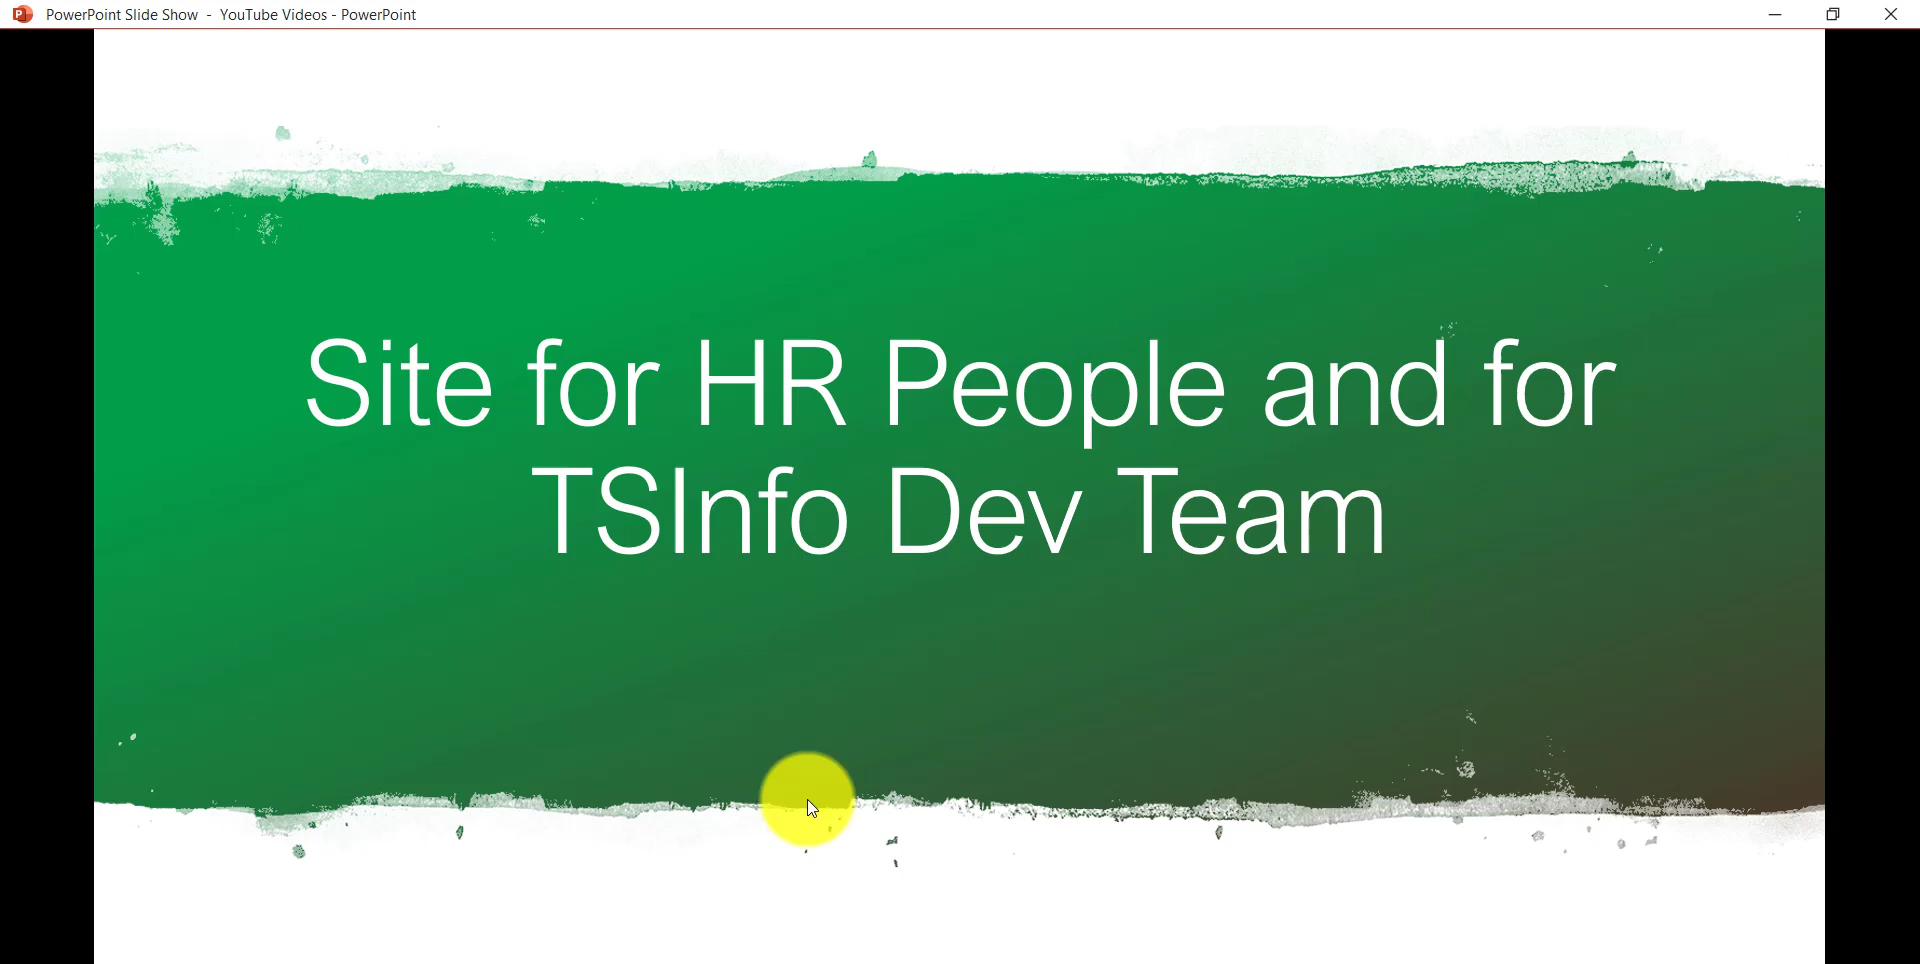 PowerPoint Slide Show - YouTube Videos - PowerPoint
Site for HR People and for
TSInfo Dev Team